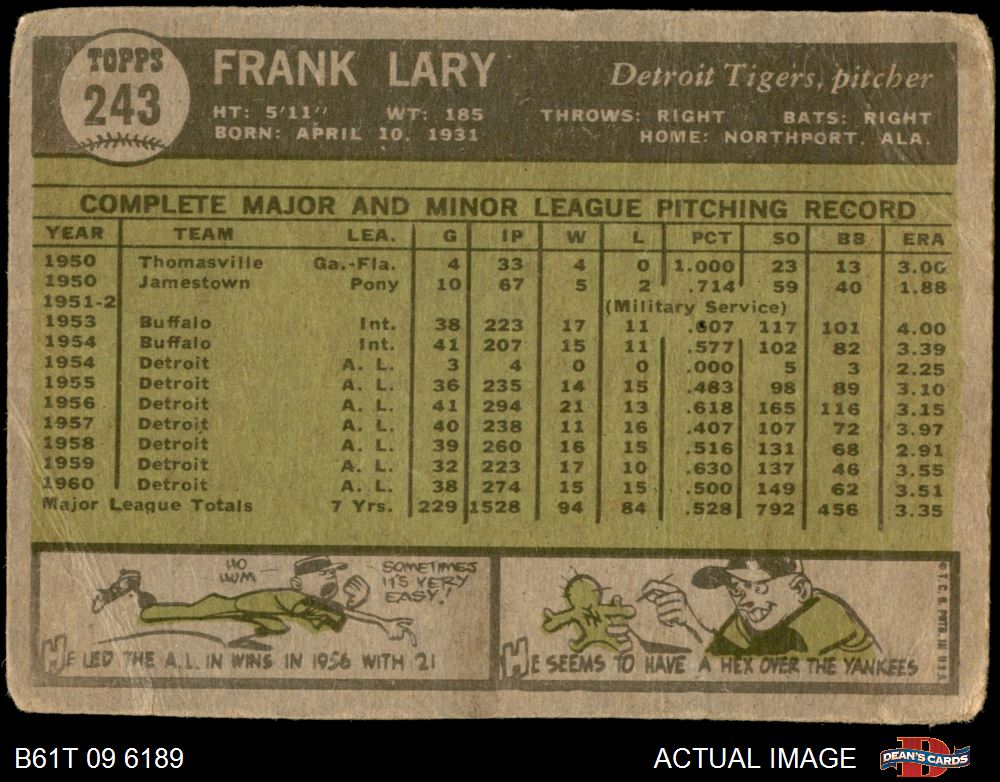 TOPPS
243
FRANK LARY
Detroit Tigers, pitcher
HT: 5'11" WT: 185 THROWS: RIGHT BATS: RIGHT
BORN: APRIL 10, 1931 HOME: NORTHPORT, ALA.
COMPLETE MAJOR AND MINOR LEAGUE PITCHING RECORD
YEAR TEAM LEA. G IP W L PCT SO BB ERA
1950 Thomasville Ga.-Fla. 4 33 4 0 1.000 23 13 3.00
1950 Jamestown Pony 10 67 5 2 .714 59 40 1.88
1951-2 (Military Service)
1953 Buffalo Int. 38 223 17 11 .607 117 101 4.00
1954 Buffalo Int. 41 207 15 11 .577 102 82 3.39
1954 Detroit A. L. 3 4 0 0 .000 5 3 2.25
1955 Detroit A. L. 36 235 14 15 .483 98 89 3.10
1956 Detroit A. L. 41 294 21 13 .618 165 116 3.15
1957 Detroit A. L. 40 238 11 16 .407 107 72 3.97
1958 Detroit A. L. 39 260 16 15 .516 131 68 2.91
1959 Detroit A. L. 32 223 17 10 .630 137 46 3.55
1960 Detroit A. L. 38 274 15 15 .500 149 62 3.51
Major League Totals 7 Yrs. 229 1528 94 84 .528 792 456 3.35
HO HUM
SOMETIMES
IT'S VERY
EASY!
HE LED THE A.L. IN WINS IN 1956 WITH 21
HE SEEMS TO HAVE A HEX OVER THE YANKEES
© T.C.G. PRTD. IN U.S.A.
B61T 09 6189
ACTUAL IMAGE
DEAN'S CARDS